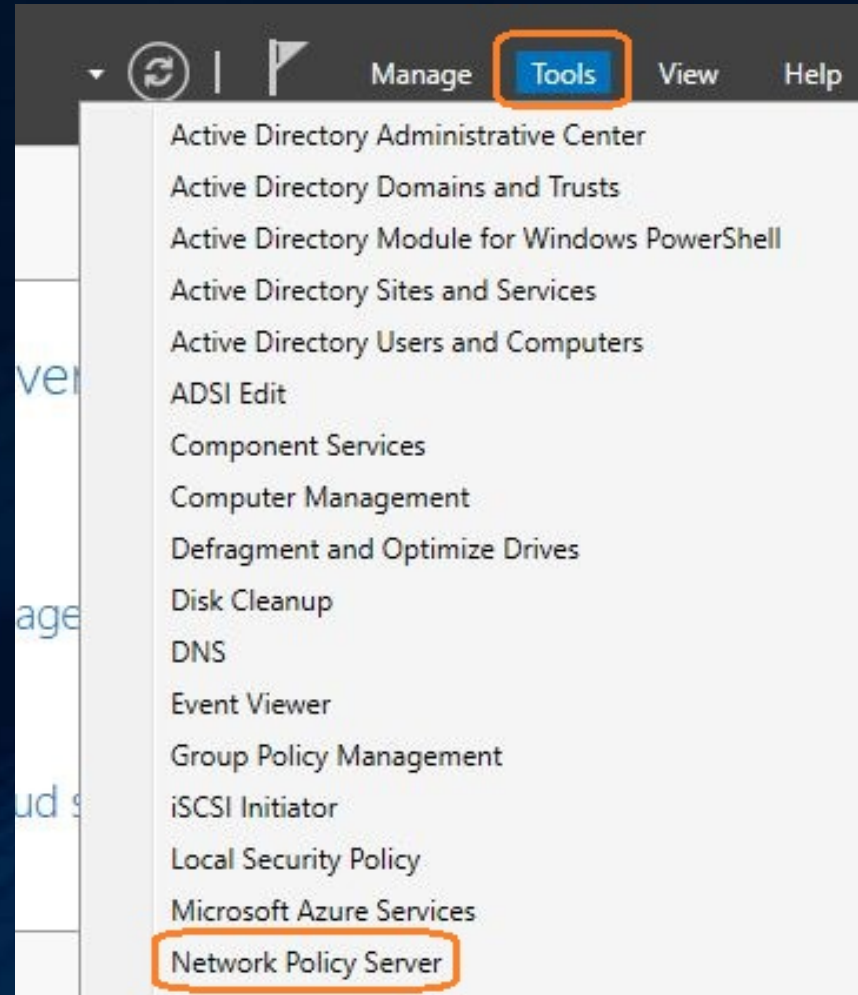 Manage Tools View Help
Active Directory Administrative Center
Active Directory Domains and Trusts
Active Directory Module for Windows PowerShell
Active Directory Sites and Services
Active Directory Users and Computers
ADSI Edit
Component Services
Computer Management
Defragment and Optimize Drives
Disk Cleanup
DNS
Event Viewer
Group Policy Management
iSCSI Initiator
Local Security Policy
Microsoft Azure Services
Network Policy Server